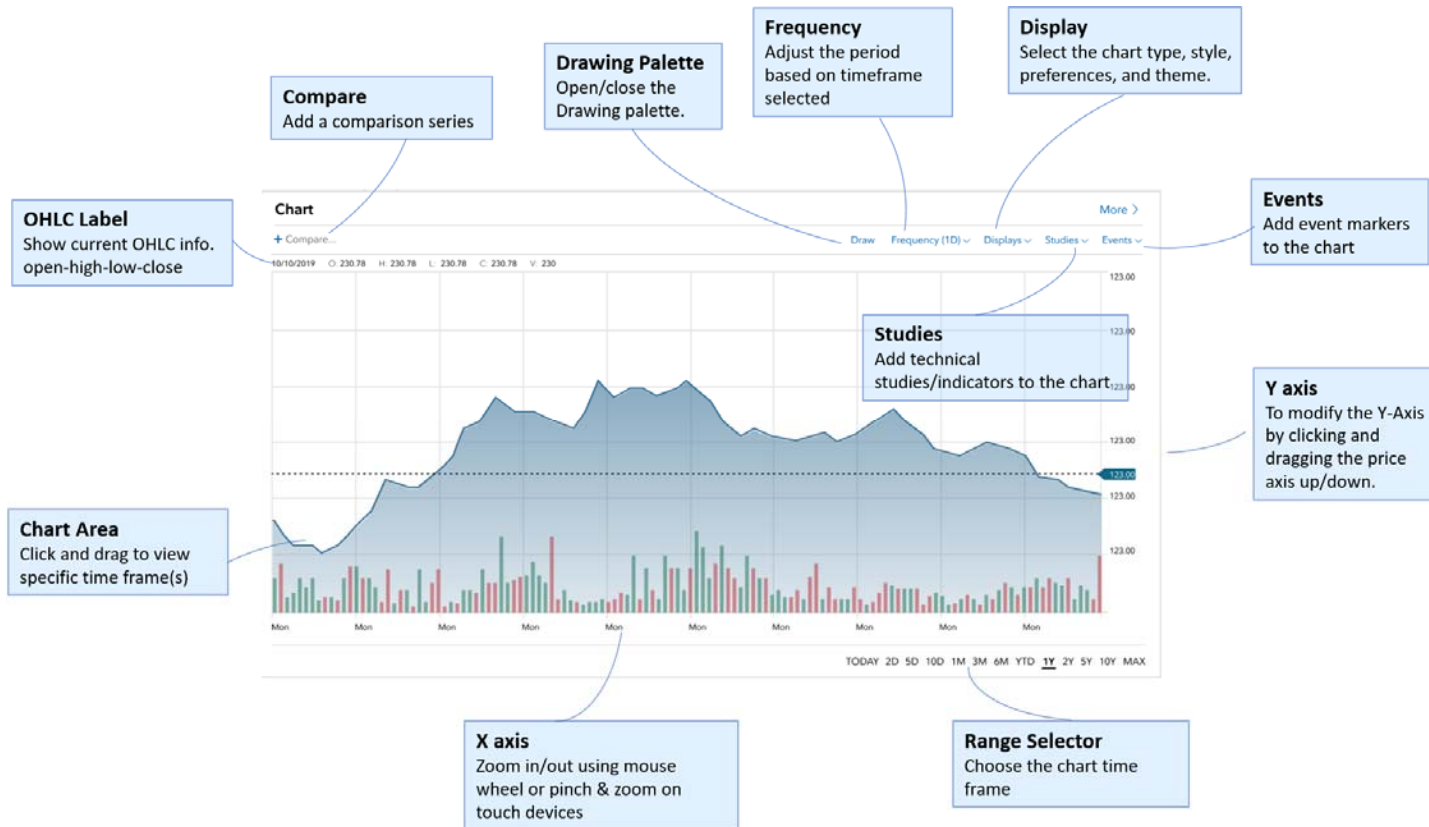 Frequency
Adjust the period
based on timeframe
selected
Display
Select the chart type, style,
preferences, and theme.
Drawing Palette
Open/close the
Drawing palette.
Compare
Add a comparison series
OHLC Label
Show current OHLC info.
open-high-low-close
Events
Add event markers
to the chart
Chart
More >
+ Compare...
Draw Frequency (1D) Displays Studies Events
10/10/2019 O: 230.78 H: 230.78 L: 230.78 C: 230.78 V: 230
123.00
123.00
Studies
Add technical
studies/indicators to the chart
123.00
Y axis
To modify the Y-Axis
by clicking and
dragging the price
axis up/down.
123.00
123.00
123.00
123.00
Chart Area
Click and drag to view
specific time frame(s)
Mon Mon Mon Mon Mon Mon Mon Mon Mon Mon
TODAY 2D 5D 10D 1M 3M 6M YTD 1Y 2Y 5Y 10Y MAX
X axis
Zoom in/out using mouse
wheel or pinch & zoom on
touch devices
Range Selector
Choose the chart time
frame